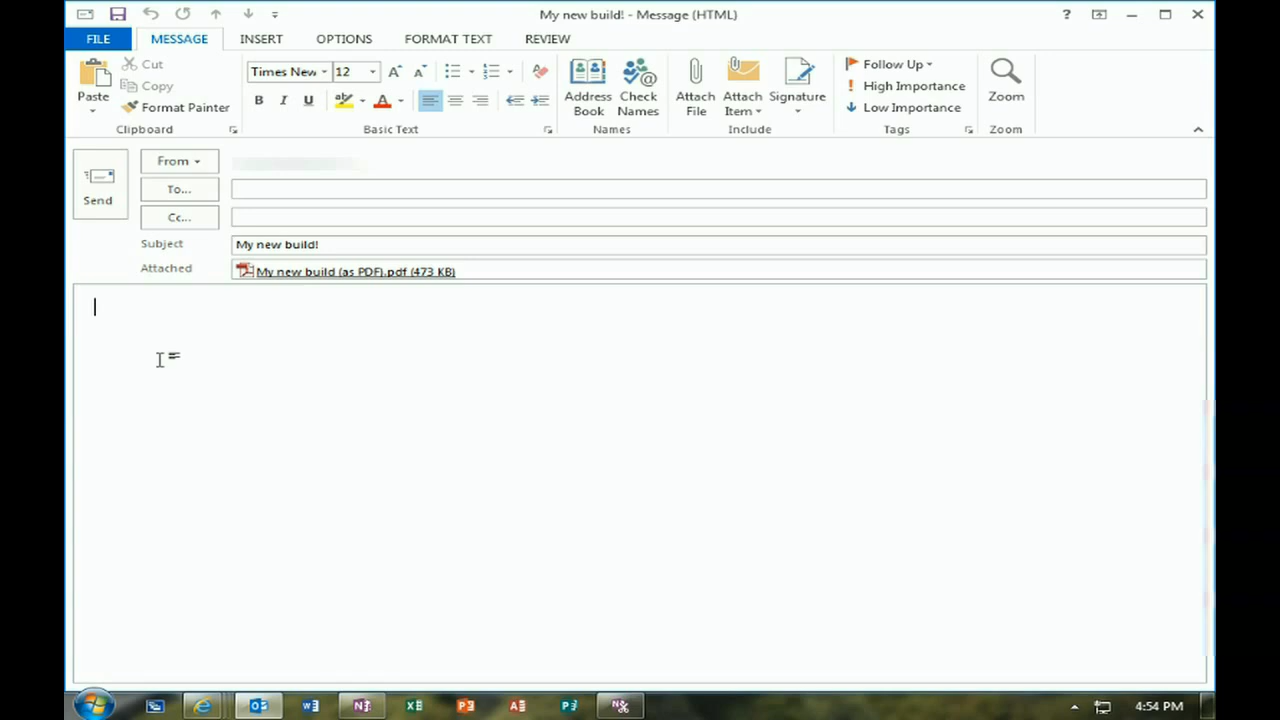 My new build! - Message (HTML)
?
FILE MESSAGE INSERT OPTIONS FORMAT TEXT REVIEW
Paste
Cut
Copy
Format Painter
Clipboard
Times New 12
B I U A
Basic Text
Address Book
Check Names
Names
Attach File
Attach Item
Signature
Include
Follow Up
High Importance
Low Importance
Tags
Zoom
Zoom
Send
From
To...
Cc...
Subject My new build!
Attached My new build (as PDF).pdf (473 KB)
4:54 PM